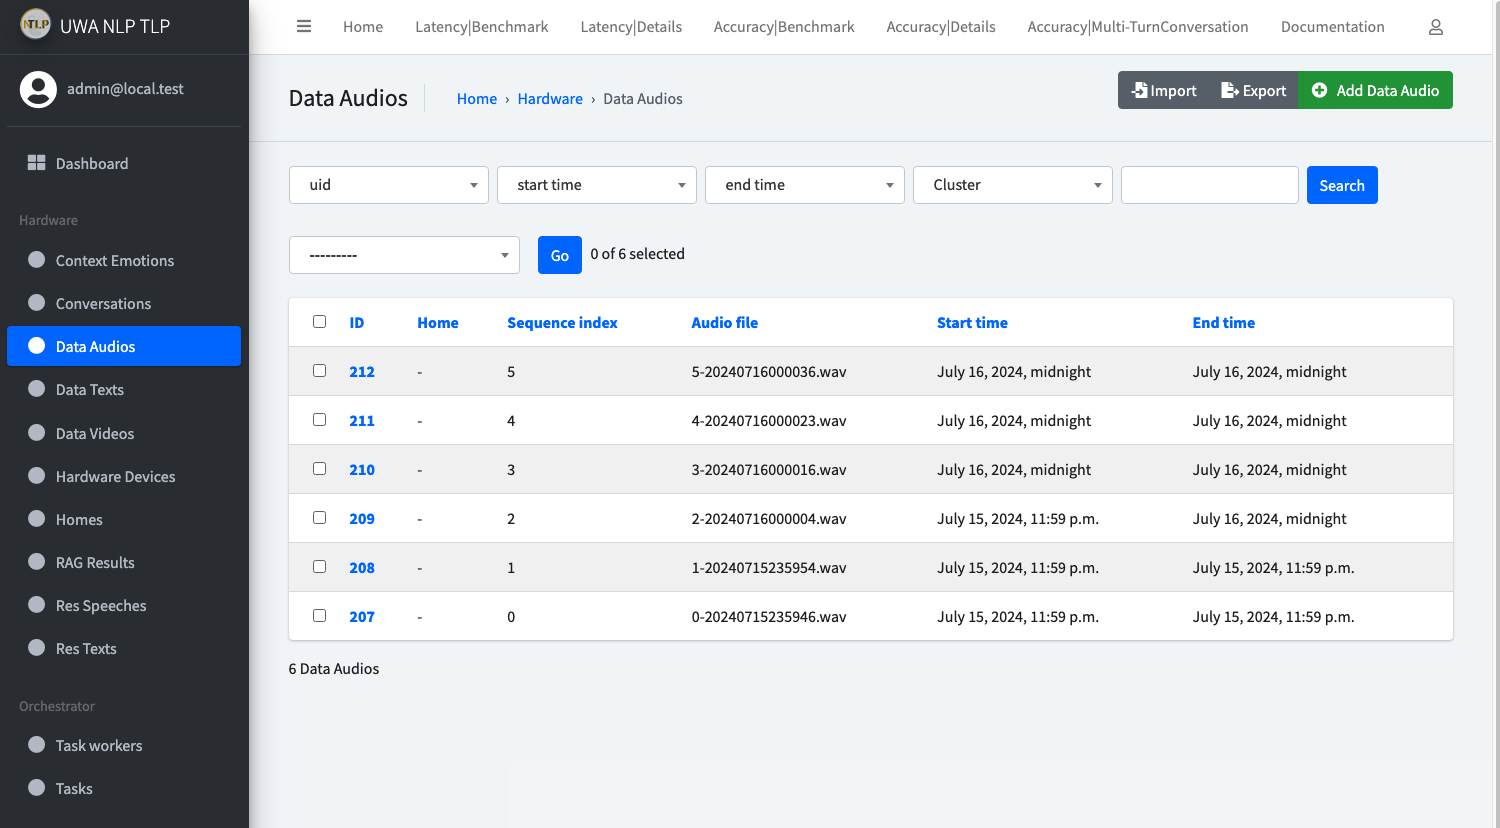 NTLP UWA NLP TLP
admin@local.test
Dashboard
Hardware
Context Emotions
Conversations
Data Audios
Data Texts
Data Videos
Hardware Devices
Homes
RAG Results
Res Speeches
Res Texts
Orchestrator
Task workers
Tasks
Home Latency|Benchmark Latency|Details Accuracy|Benchmark Accuracy|Details Accuracy|Multi-TurnConversation Documentation
Data Audios Home › Hardware › Data Audios Import Export Add Data Audio
uid start time end time Cluster Search
--------- Go 0 of 6 selected
ID Home Sequence index Audio file Start time End time
212 - 5 5-20240716000036.wav July 16, 2024, midnight July 16, 2024, midnight
211 - 4 4-20240716000023.wav July 16, 2024, midnight July 16, 2024, midnight
210 - 3 3-20240716000016.wav July 16, 2024, midnight July 16, 2024, midnight
209 - 2 2-20240716000004.wav July 15, 2024, 11:59 p.m. July 16, 2024, midnight
208 - 1 1-20240715235954.wav July 15, 2024, 11:59 p.m. July 15, 2024, 11:59 p.m.
207 - 0 0-20240715235946.wav July 15, 2024, 11:59 p.m. July 15, 2024, 11:59 p.m.
6 Data Audios